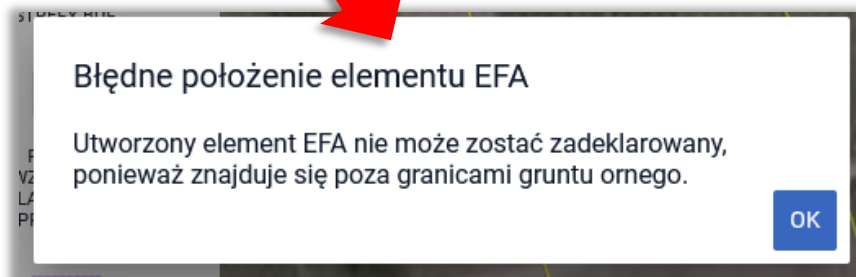 Błędne położenie elementu EFA
Utworzony element EFA nie może zostać zadeklarowany,
ponieważ znajduje się poza granicami gruntu ornego.
OK